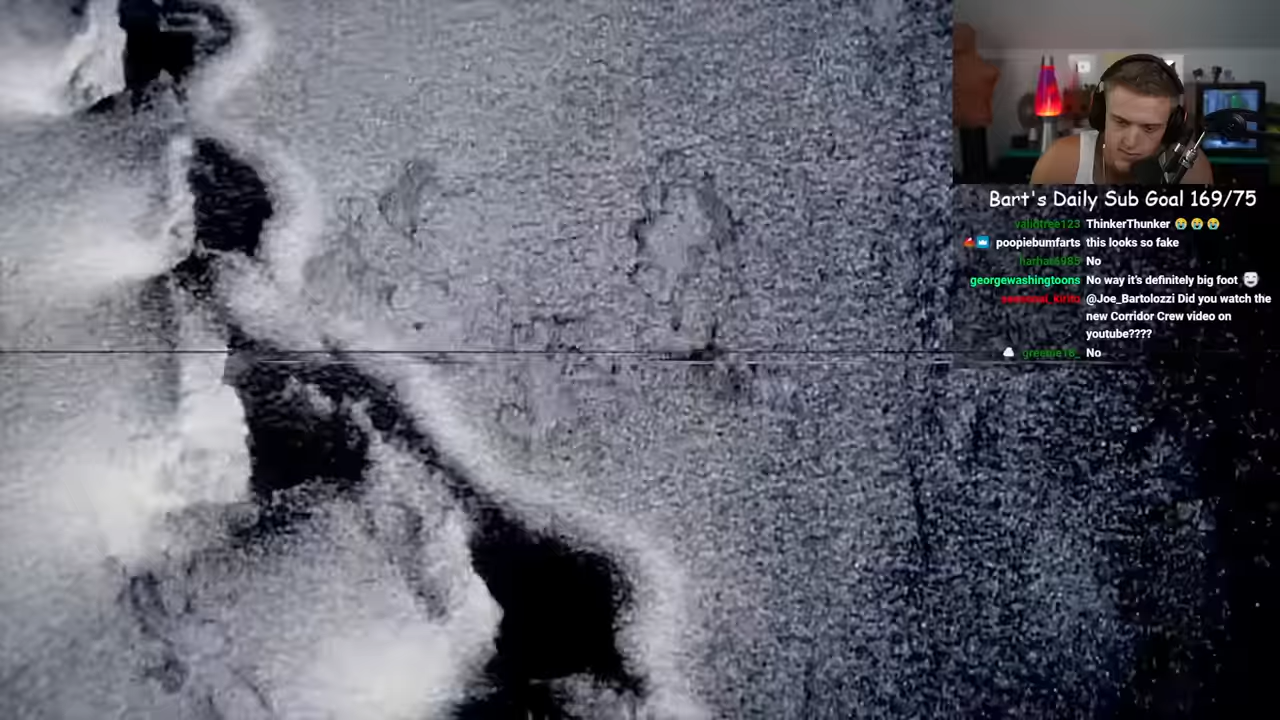 Bart's Daily Sub Goal 169/75
validtree123 ThinkerThunker 😭 😭 😭
poopiebumfarts this looks so fake
No
georgewashingtoons No way it's definitely big foot
@Joe_Bartolozzi Did you watch the
new Corridor Crew video on
youtube????
No